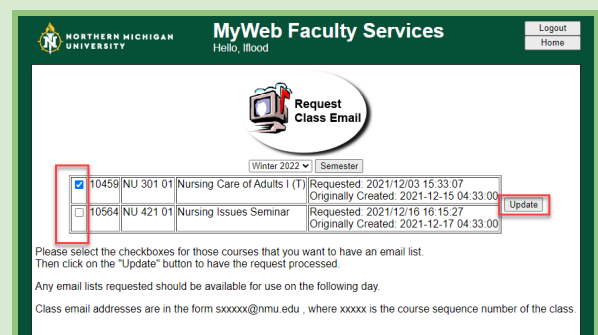 NORTHERN MICHIGAN
UNIVERSITY
MyWeb Faculty Services
Hello, lflood
Logout
Home
Request
Class Email
Winter 2022 Semester
10459 NU 301 01 Nursing Care of Adults I (T) Requested: 2021/12/03 15:33:07
Originally Created: 2021-12-15 04:33:00
Update
10564 NU 421 01 Nursing Issues Seminar Requested: 2021/12/16 16:15:27
Originally Created: 2021-12-17 04:33:00
Please select the checkboxes for those courses that you want to have an email list.
Then click on the "Update" button to have the request processed.
Any email lists requested should be available for use on the following day.
Class email addresses are in the form sxxxxx@nmu.edu , where xxxxx is the course sequence number of the class.